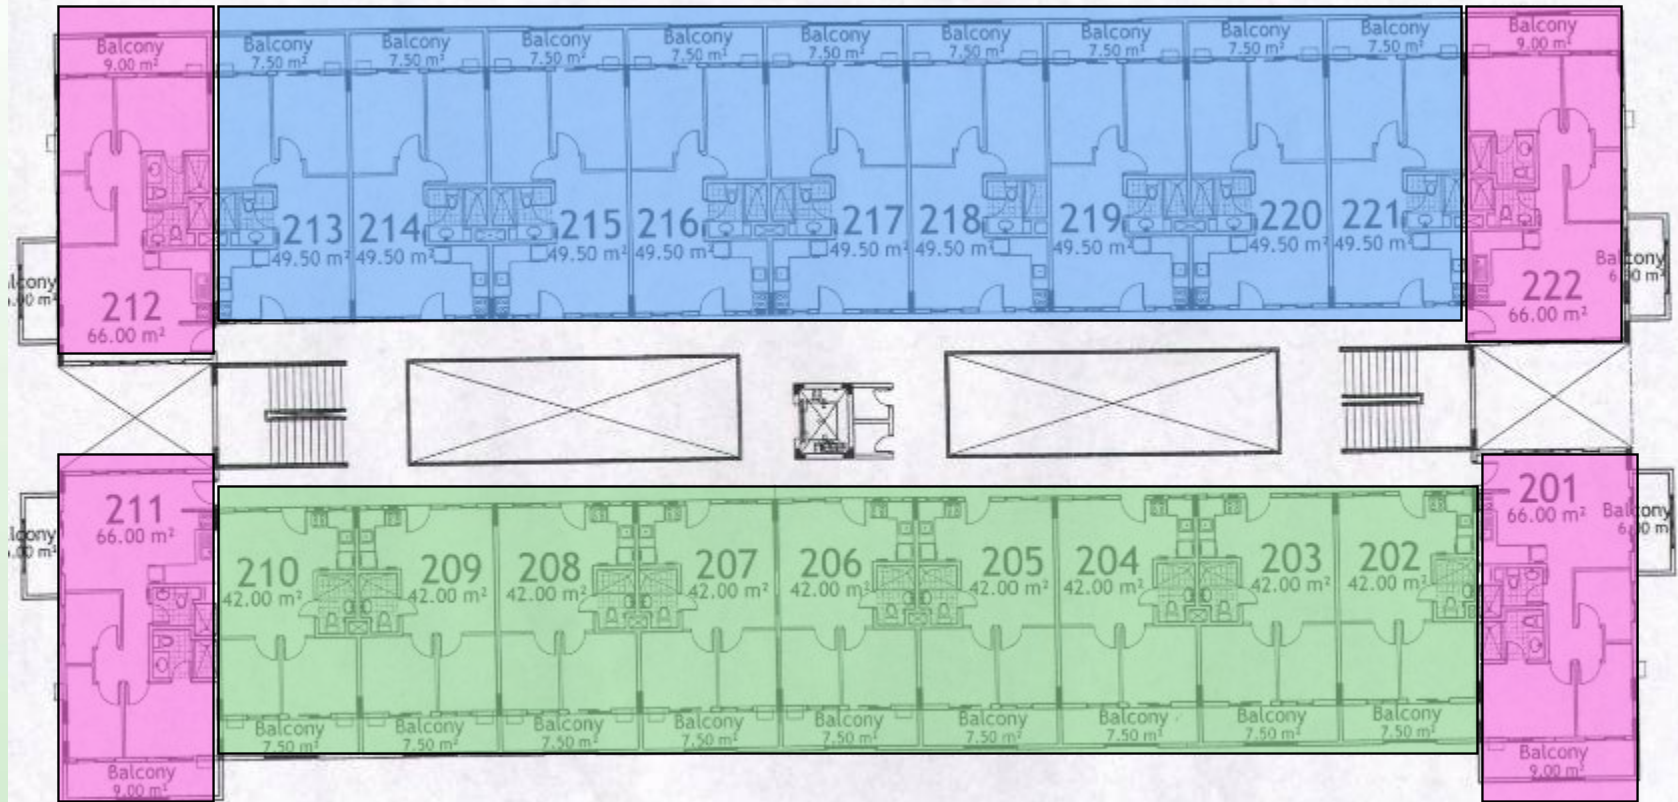 Balcony
9.00 m²
Balcony
7.50 m²
Balcony
7.50 m²
Balcony
7.50 m²
Balcony
7.50 m²
Balcony
7.50 m²
Balcony
7.50 m²
Balcony
7.50 m²
Balcony
7.50 m²
Balcony
7.50 m²
Balcony
9.00 m²
212
66.00 m²
213
49.50 m²
214
49.50 m²
215
49.50 m²
216
49.50 m²
217
49.50 m²
218
49.50 m²
219
49.50 m²
220
49.50 m²
221
49.50 m²
222
66.00 m²
Balcony
211
66.00 m²
210
42.00 m²
209
42.00 m²
208
42.00 m²
207
42.00 m²
206
42.00 m²
205
42.00 m²
204
42.00 m²
203
42.00 m²
202
42.00 m²
201
66.00 m²
Balcony
Balcony
9.00 m²
Balcony
7.50 m²
Balcony
7.50 m²
Balcony
7.50 m²
Balcony
7.50 m²
Balcony
7.50 m²
Balcony
7.50 m²
Balcony
7.50 m²
Balcony
7.50 m²
Balcony
7.50 m²
Balcony
9.00 m²